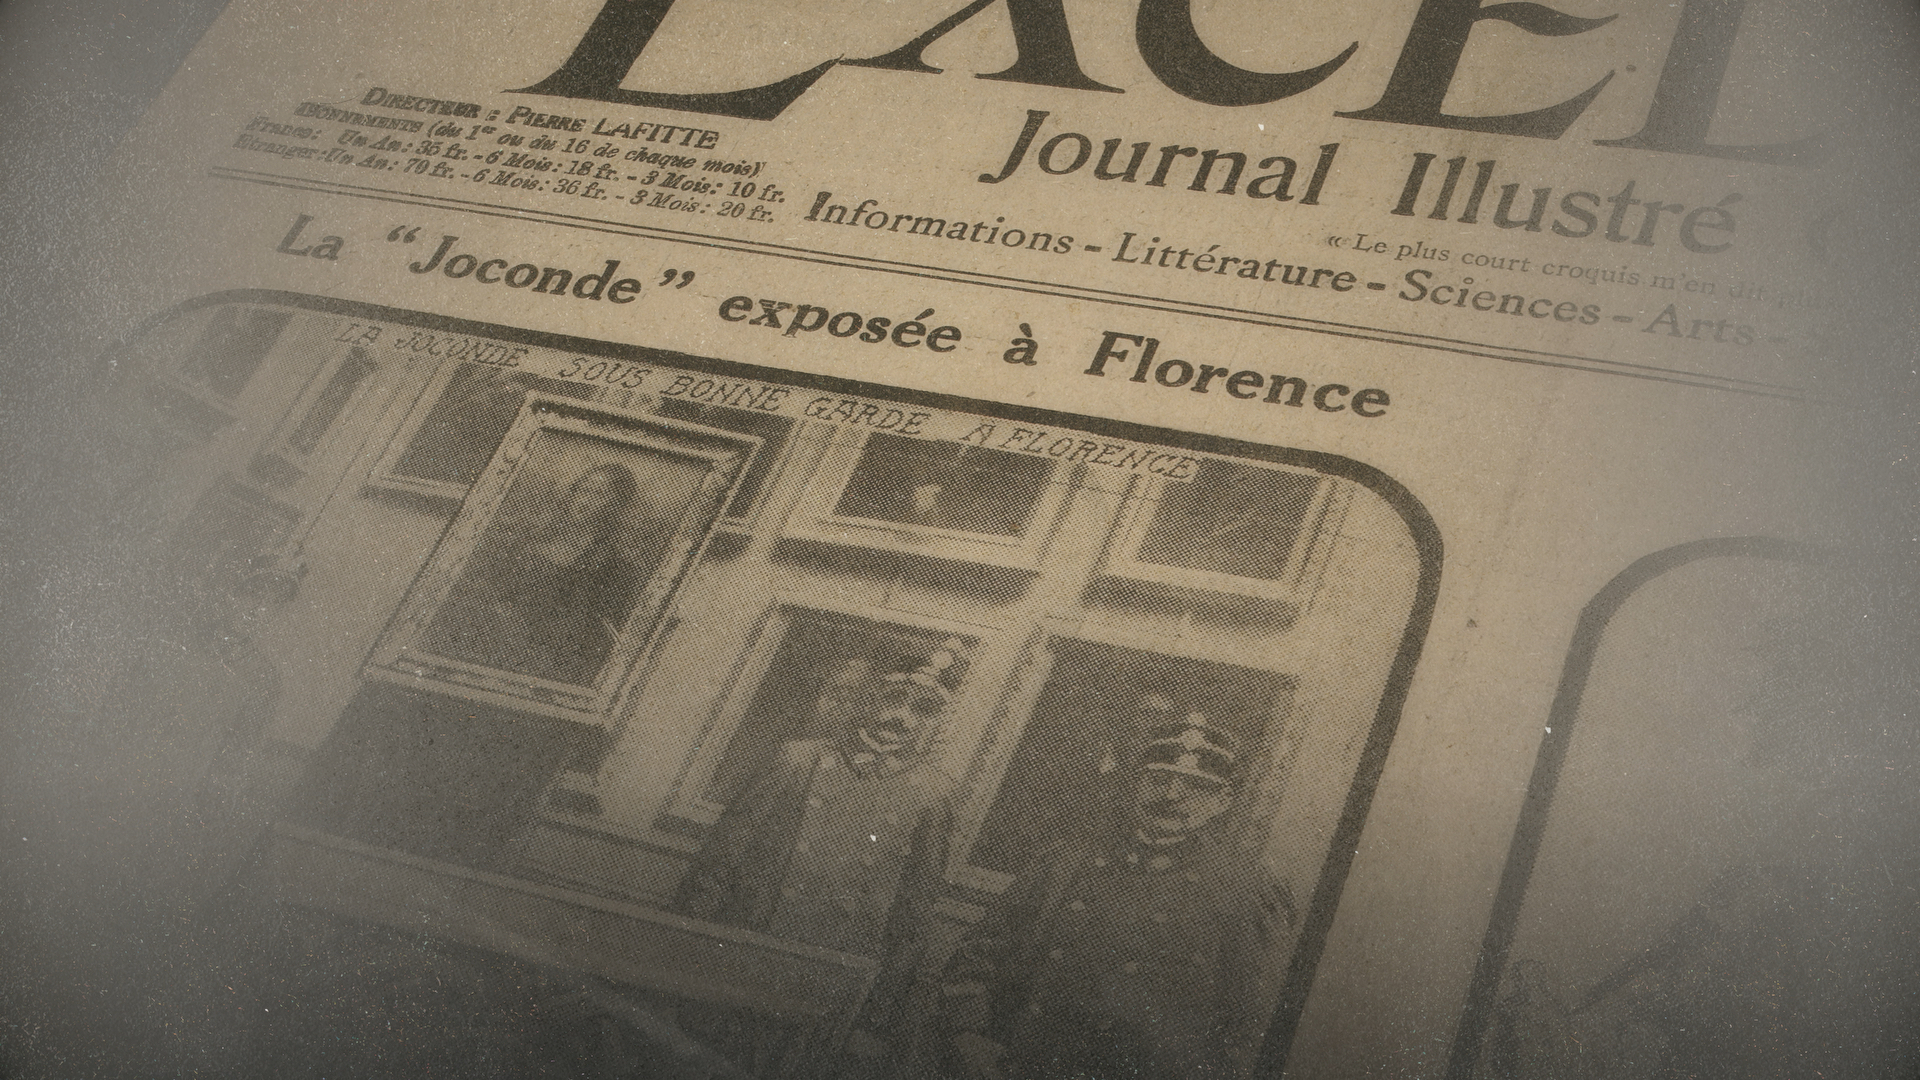 EXCEL
Journal Illustré
DIRECTEUR : PIERRE LAFITTE
ABONNEMENTS (du 1er ou du 16 de chaque mois)
France: Un An: 35 fr. - 6 Mois: 18 fr. - 3 Mois: 10 fr.
Étranger: Un An: 70 fr. - 6 Mois: 36 fr. - 3 Mois: 20 fr.
« Le plus court croquis m'en dit plus
Informations - Littérature - Sciences - Arts -
La “Joconde” exposée à Florence
LA JOCONDE SOUS BONNE GARDE A FLORENCE